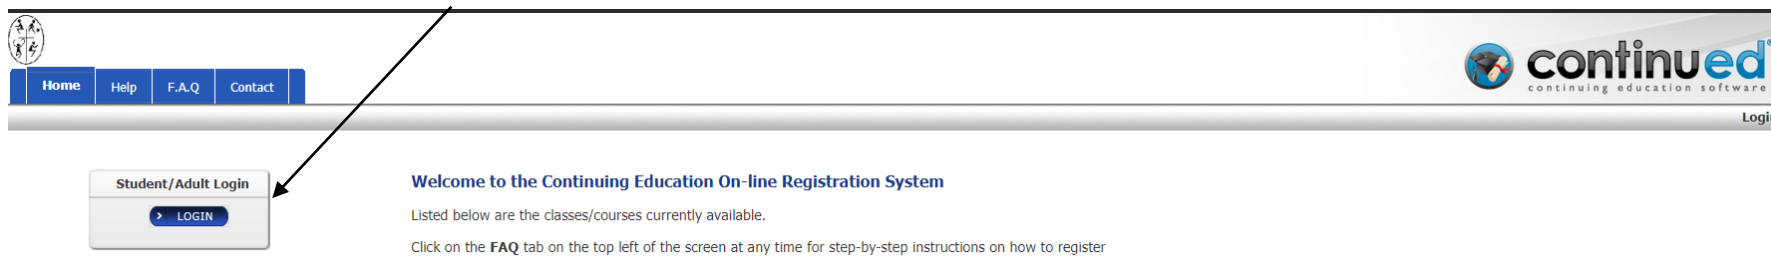 continued®
continuing education software
Home Help F.A.Q Contact
Login
Student/Adult Login
> LOGIN
Welcome to the Continuing Education On-line Registration System
Listed below are the classes/courses currently available.
Click on the FAQ tab on the top left of the screen at any time for step-by-step instructions on how to register